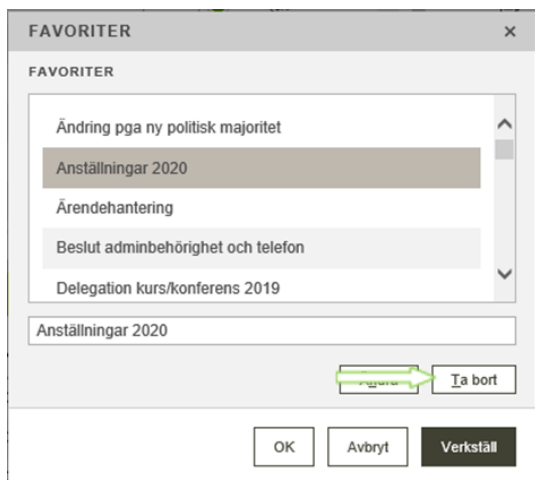 FAVORITER ×
FAVORITER
Ändring pga ny politisk majoritet
Anställningar 2020
Ärendehantering
Beslut adminbehörighet och telefon
Delegation kurs/konferens 2019
Anställningar 2020
Ändra Ta bort
OK Avbryt Verkställ